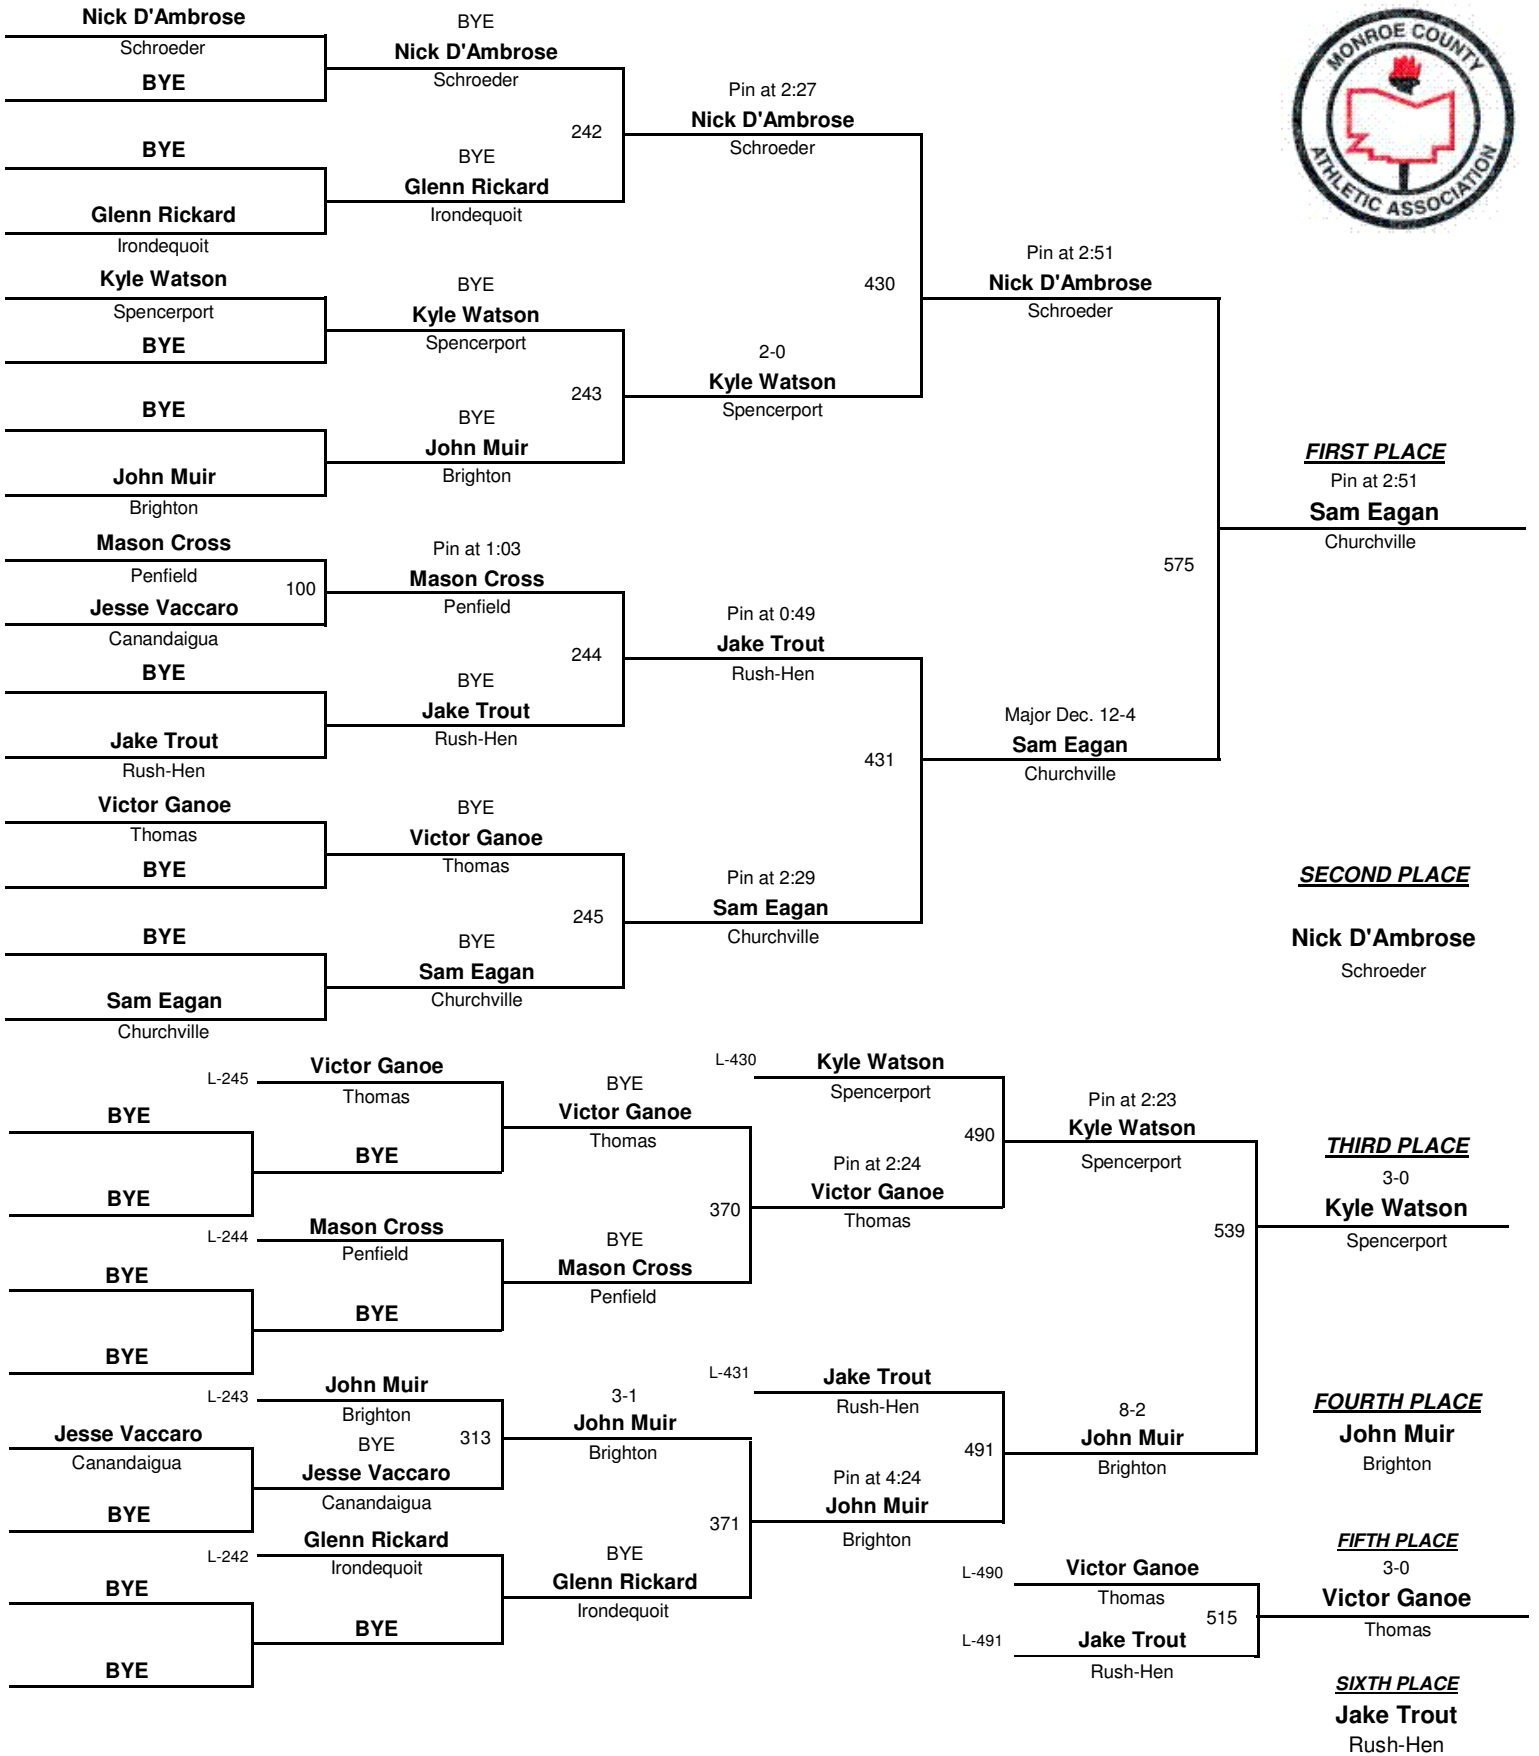 Nick D'Ambrose
Schroeder
BYE
BYE
Glenn Rickard
Irondequoit
Kyle Watson
Spencerport
BYE
BYE
John Muir
Brighton
Mason Cross
Penfield
100
Jesse Vaccaro
Canandaigua
BYE
Jake Trout
Rush-Hen
Victor Ganoe
Thomas
BYE
BYE
Sam Eagan
Churchville
BYE
Nick D'Ambrose
Schroeder
242
BYE
Glenn Rickard
Irondequoit
BYE
Kyle Watson
Spencerport
243
BYE
John Muir
Brighton
Pin at 1:03
Mason Cross
Penfield
244
BYE
Jake Trout
Rush-Hen
BYE
Victor Ganoe
Thomas
245
BYE
Sam Eagan
Churchville
Pin at 2:27
Nick D'Ambrose
Schroeder
430
2-0
Kyle Watson
Spencerport
Pin at 0:49
Jake Trout
Rush-Hen
431
Pin at 2:29
Sam Eagan
Churchville
Pin at 2:51
Nick D'Ambrose
Schroeder
575
Major Dec. 12-4
Sam Eagan
Churchville
MONROE COUNTY
ATHLETIC ASSOCIATION
FIRST PLACE
Pin at 2:51
Sam Eagan
Churchville
SECOND PLACE
Nick D'Ambrose
Schroeder
L-245
Victor Ganoe
Thomas
BYE
BYE
BYE
L-244
Mason Cross
Penfield
BYE
BYE
BYE
L-243
John Muir
Brighton
Jesse Vaccaro
Canandaigua
BYE
313
BYE
Jesse Vaccaro
Canandaigua
L-242
Glenn Rickard
Irondequoit
BYE
BYE
BYE
BYE
Victor Ganoe
Thomas
370
BYE
Mason Cross
Penfield
3-1
John Muir
Brighton
371
BYE
Glenn Rickard
Irondequoit
L-430
Kyle Watson
Spencerport
490
Pin at 2:24
Victor Ganoe
Thomas
L-431
Jake Trout
Rush-Hen
491
Pin at 4:24
John Muir
Brighton
Pin at 2:23
Kyle Watson
Spencerport
539
8-2
John Muir
Brighton
THIRD PLACE
3-0
Kyle Watson
Spencerport
FOURTH PLACE
John Muir
Brighton
L-490
Victor Ganoe
Thomas
515
L-491
Jake Trout
Rush-Hen
FIFTH PLACE
3-0
Victor Ganoe
Thomas
SIXTH PLACE
Jake Trout
Rush-Hen